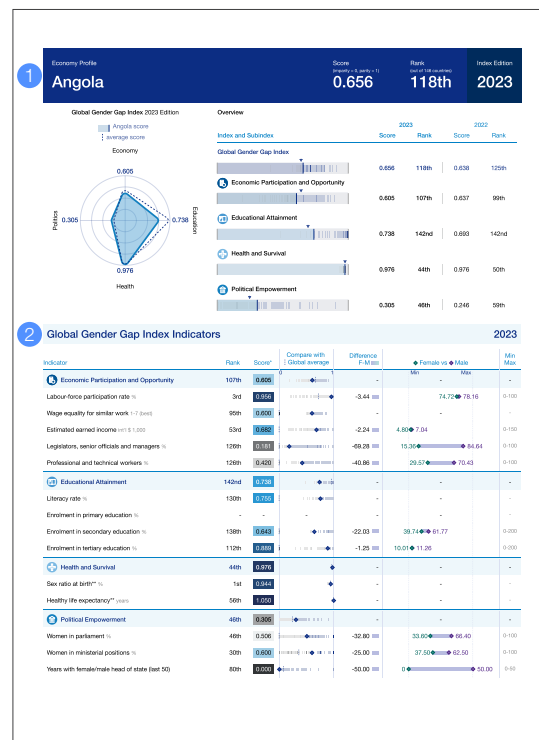 1
Economy Profile
Angola
Score
(imparity = 0, parity = 1)
0.656
Rank
(out of 146 countries)
118th
Index Edition
2023
Global Gender Gap Index 2023 Edition
Angola score
average score
Economy
0.605
Politics
0.305
0.738
Education
0.976
Health
Overview
2023 2022
Index and Subindex Score Rank Score Rank
Global Gender Gap Index
0.656 118th 0.638 125th
Economic Participation and Opportunity
0.605 107th 0.637 99th
Educational Attainment
0.738 142nd 0.693 142nd
Health and Survival
0.976 44th 0.976 50th
Political Empowerment
0.305 46th 0.246 59th
2 Global Gender Gap Index Indicators 2023
Indicator Rank Score* Compare with Global average Difference F-M Female vs Male Min Max
0 1 Min Max
Economic Participation and Opportunity 107th 0.605 - - -
Labour-force participation rate % 3rd 0.956 -3.44 74.72 78.16 0-100
Wage equality for similar work 1-7 (best) 95th 0.600 - - -
Estimated earned income int'l $ 1,000 53rd 0.682 -2.24 4.80 7.04 0-150
Legislators, senior officials and managers % 126th 0.181 -69.28 15.36 84.64 0-100
Professional and technical workers % 126th 0.420 -40.86 29.57 70.43 0-100
Educational Attainment 142nd 0.738 - - -
Literacy rate % 130th 0.755 - - -
Enrolment in primary education % - - - - -
Enrolment in secondary education % 138th 0.643 -22.03 39.74 61.77 0-200
Enrolment in tertiary education % 112th 0.889 -1.25 10.01 11.26 0-200
Health and Survival 44th 0.976 - - -
Sex ratio at birth** % 1st 0.944 - - -
Healthy life expectancy** years 56th 1.050 - - -
Political Empowerment 46th 0.305 - - -
Women in parliament % 46th 0.506 -32.80 33.60 66.40 0-100
Women in ministerial positions % 30th 0.600 -25.00 37.50 62.50 0-100
Years with female/male head of state (last 50) 80th 0.000 -50.00 0 50.00 0-50